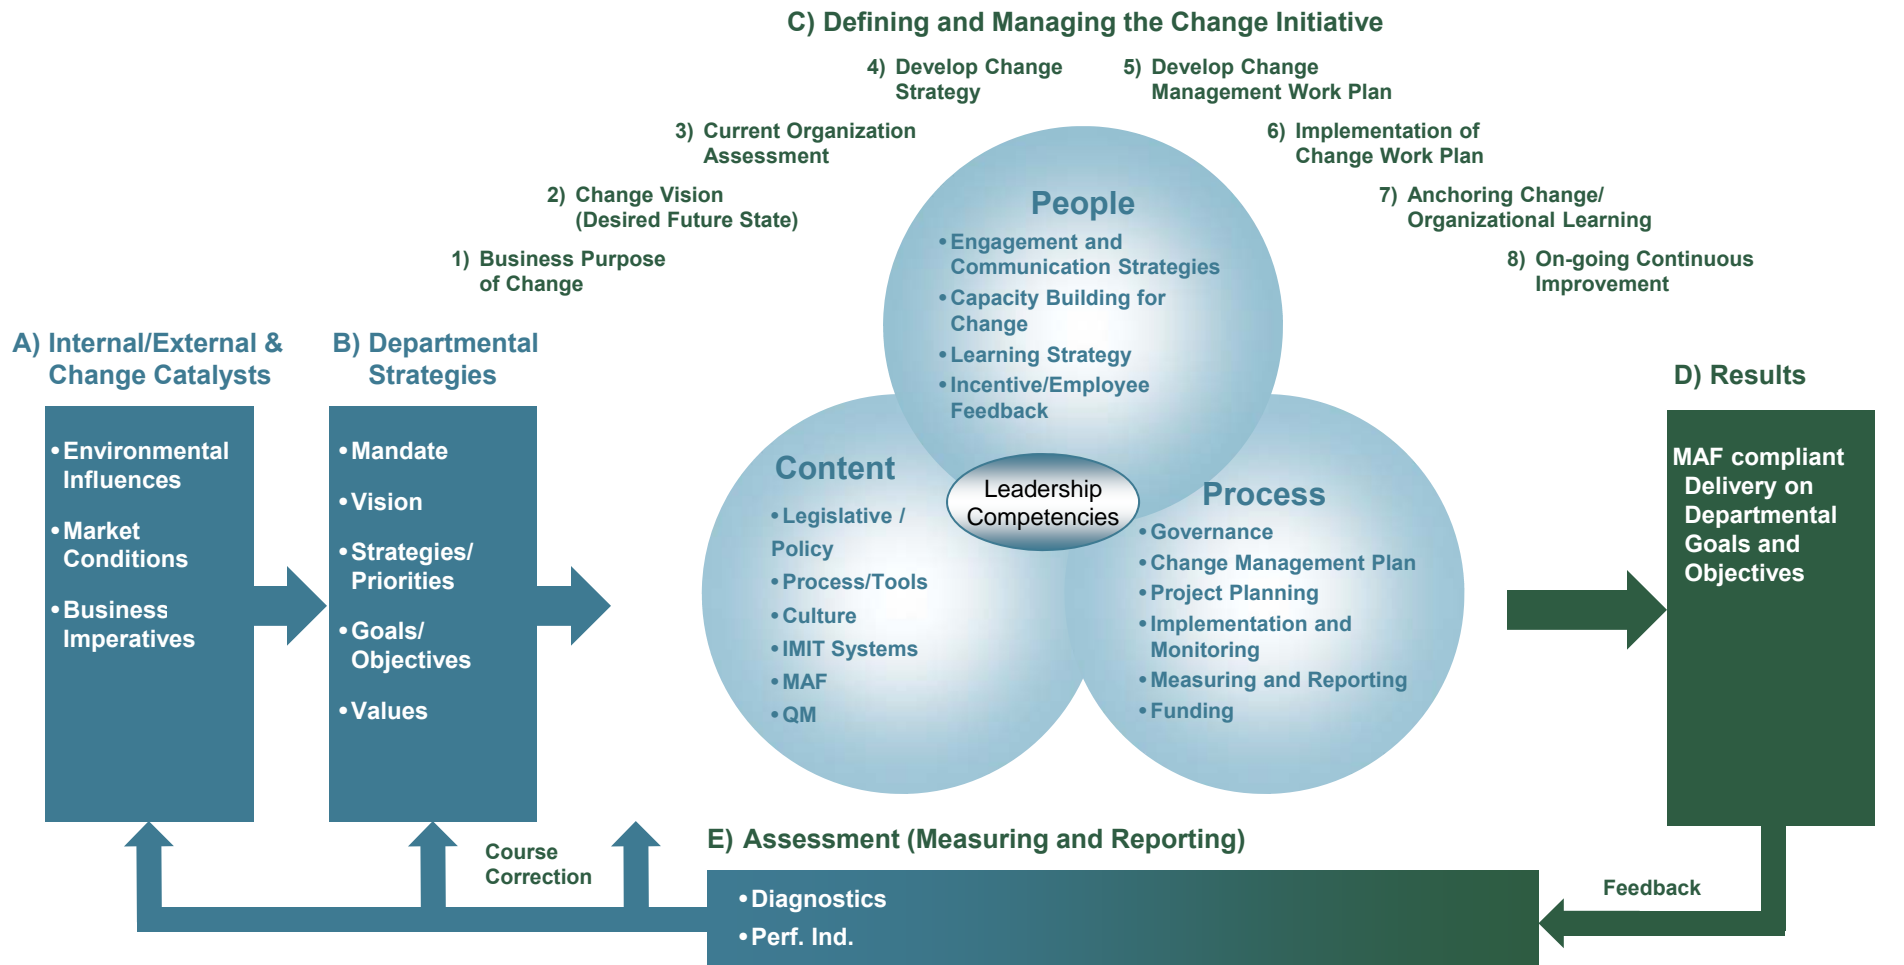 C) Defining and Managing the Change Initiative
4) Develop Change
Strategy
5) Develop Change
Management Work Plan
3) Current Organization
Assessment
6) Implementation of
Change Work Plan
2) Change Vision
(Desired Future State)
7) Anchoring Change/
Organizational Learning
1) Business Purpose
of Change
8) On-going Continuous
Improvement
A) Internal/External &
Change Catalysts
• Environmental
Influences
• Market
Conditions
• Business
Imperatives
B) Departmental
Strategies
• Mandate
• Vision
• Strategies/
Priorities
• Goals/
Objectives
• Values
People
• Engagement and
Communication Strategies
• Capacity Building for
Change
• Learning Strategy
• Incentive/Employee
Feedback
Content
• Legislative /
Policy
• Process/Tools
• Culture
• IMIT Systems
• MAF
• QM
Leadership
Competencies
Process
• Governance
• Change Management Plan
• Project Planning
• Implementation and
Monitoring
• Measuring and Reporting
• Funding
D) Results
MAF compliant
Delivery on
Departmental
Goals and
Objectives
Course
Correction
E) Assessment (Measuring and Reporting)
• Diagnostics
• Perf. Ind.
Feedback